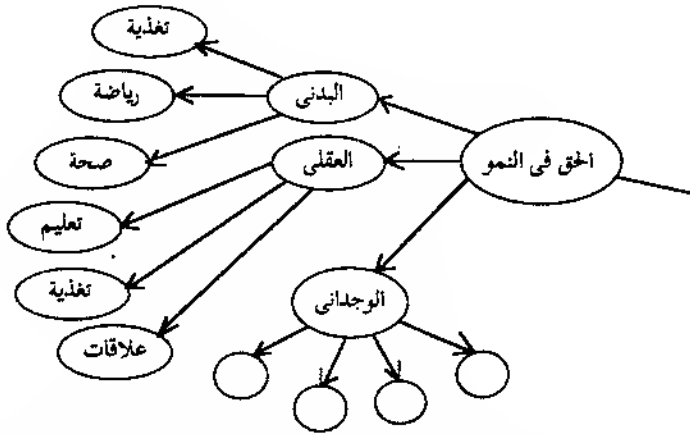 الحق فى النمو
البدنى
تغذية
رياضة
صحة
العقلى
تعليم
تغذية
علاقات
الوجدانى